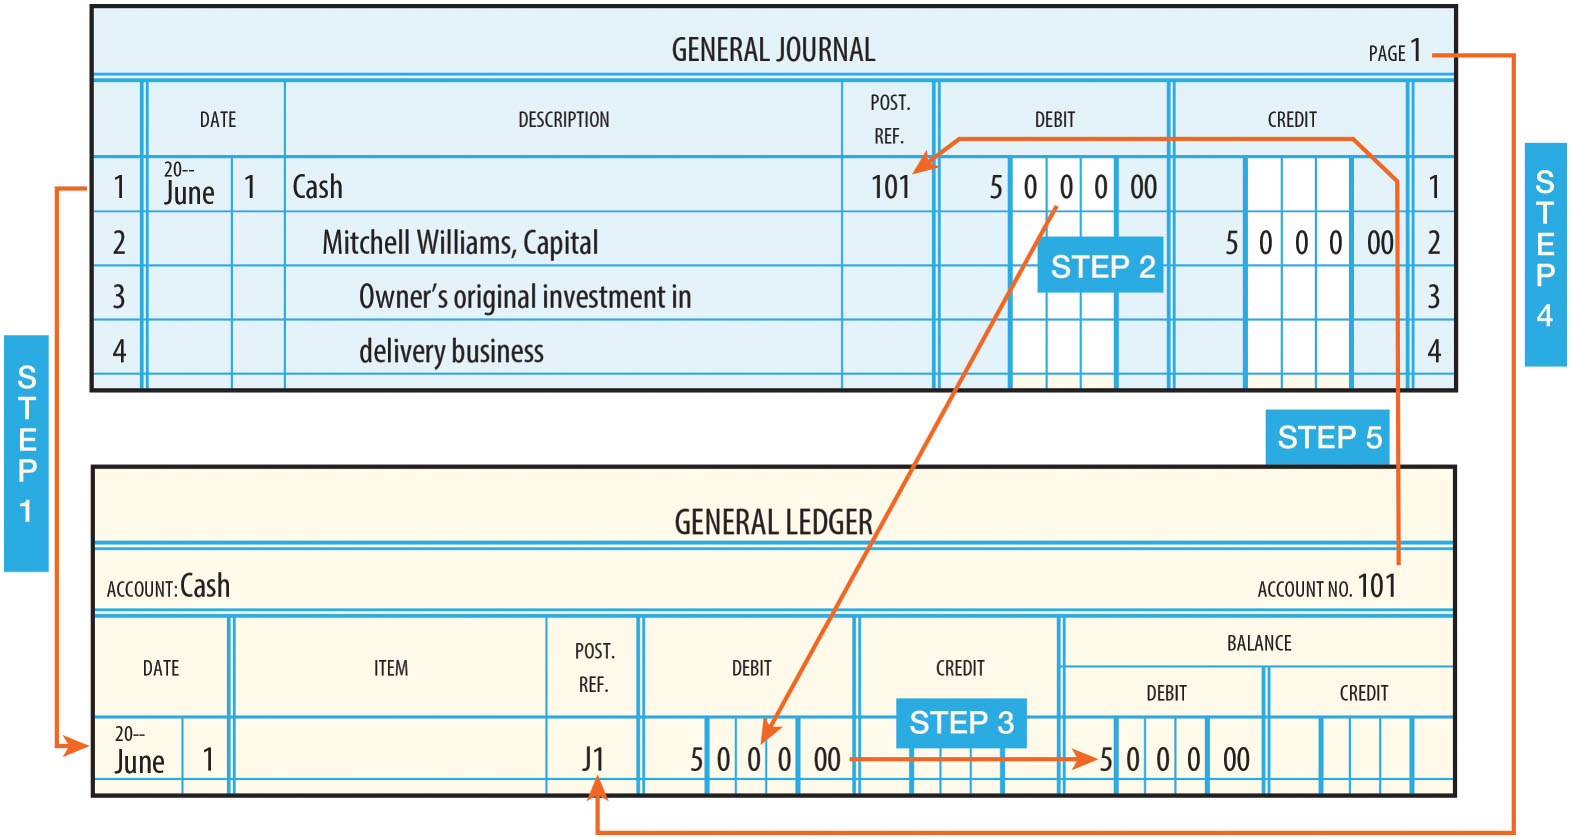 GENERAL JOURNAL PAGE 1
DATE DESCRIPTION POST. REF. DEBIT CREDIT
1 20-- June 1 Cash 101 5 0 0 0 00 1
2 Mitchell Williams, Capital 5 0 0 0 00 2
STEP 2
3 Owner's original investment in 3
4 delivery business 4
STEP 1
STEP 4
STEP 5
GENERAL LEDGER
ACCOUNT: Cash ACCOUNT NO. 101
DATE ITEM POST. REF. DEBIT CREDIT BALANCE
DEBIT CREDIT
STEP 3
20-- June 1 J1 5 0 0 0 00 5 0 0 0 00